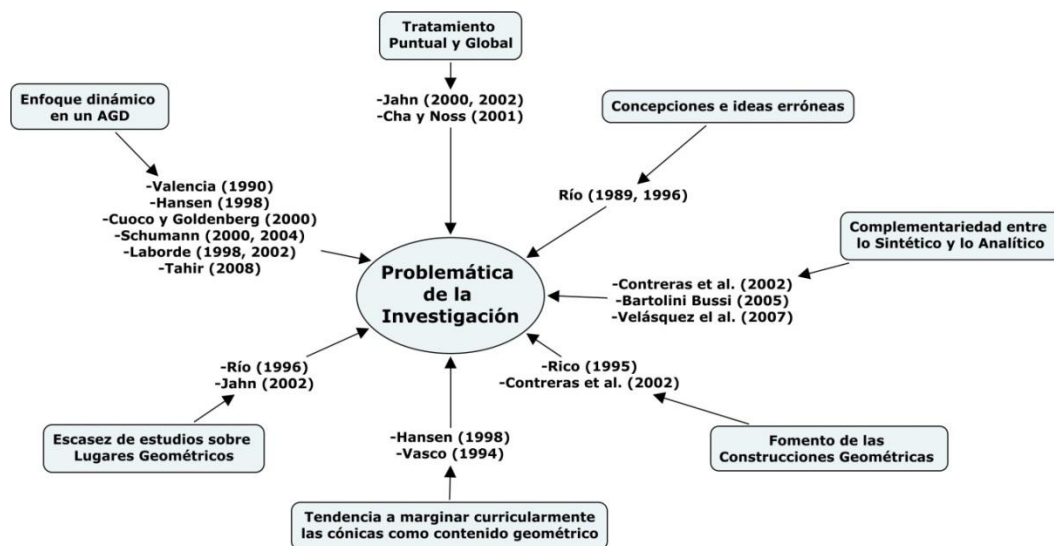 Tratamiento
Puntual y Global
-Jahn (2000, 2002)
-Cha y Noss (2001)
Enfoque dinámico
en un AGD
-Valencia (1990)
-Hansen (1998)
-Cuoco y Goldenberg (2000)
-Schumann (2000, 2004)
-Laborde (1998, 2002)
-Tahir (2008)
Concepciones e ideas erróneas
Río (1989, 1996)
Complementariedad entre
lo Sintético y lo Analítico
-Contreras et al. (2002)
-Bartolini Bussi (2005)
-Velásquez el al. (2007)
Problemática
de la
Investigación
-Río (1996)
-Jahn (2002)
Escasez de estudios sobre
Lugares Geométricos
-Hansen (1998)
-Vasco (1994)
Tendencia a marginar curricularmente
las cónicas como contenido geométrico
-Rico (1995)
-Contreras et al. (2002)
Fomento de las
Construcciones Geométricas